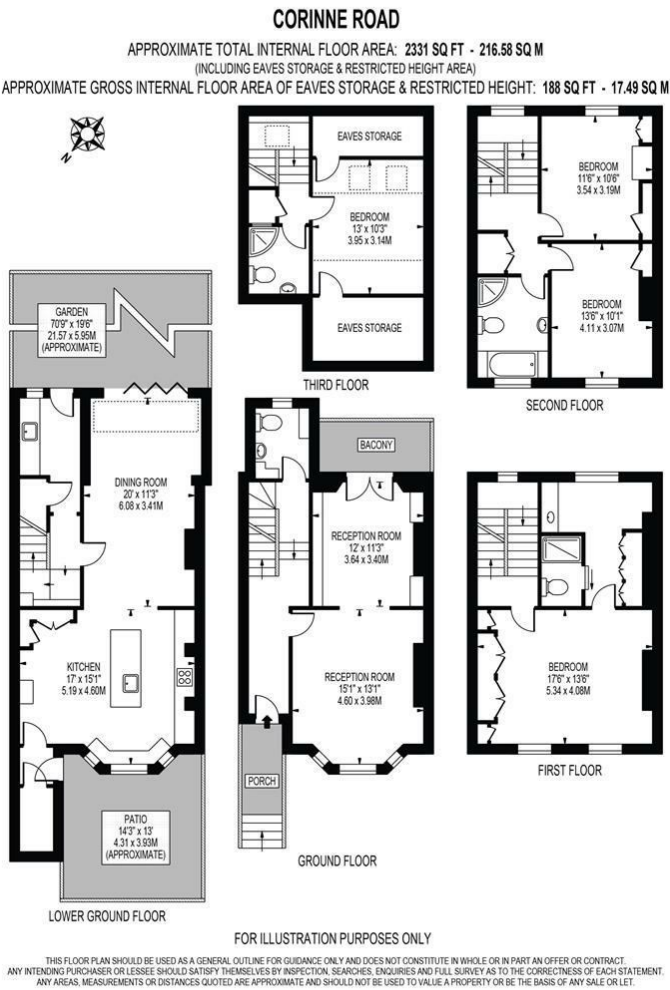 CORINNE ROAD
APPROXIMATE TOTAL INTERNAL FLOOR AREA: 2331 SQ FT - 216.58 SQ M
(INCLUDING EAVES STORAGE & RESTRICTED HEIGHT AREA)
APPROXIMATE GROSS INTERNAL FLOOR AREA OF EAVES STORAGE & RESTRICTED HEIGHT: 188 SQ FT - 17.49 SQ M
N
EAVES STORAGE
BEDROOM
13' x 10'3"
3.95 x 3.14M
EAVES STORAGE
THIRD FLOOR
BEDROOM
11'6" x 10'6"
3.54 x 3.19M
BEDROOM
13'6" x 10'1"
4.11 x 3.07M
SECOND FLOOR
GARDEN
70'9" x 19'6"
21.57 x 5.95M
(APPROXIMATE)
DINING ROOM
20' x 11'3"
6.08 x 3.41M
KITCHEN
17' x 15'1"
5.19 x 4.60M
PATIO
14'3" x 13'
4.31 x 3.93M
(APPROXIMATE)
LOWER GROUND FLOOR
BACONY
RECEPTION ROOM
12' x 11'3"
3.64 x 3.40M
RECEPTION ROOM
15'1" x 13'1"
4.60 x 3.98M
PORCH
GROUND FLOOR
BEDROOM
17'6" x 13'6"
5.34 x 4.08M
FIRST FLOOR
FOR ILLUSTRATION PURPOSES ONLY
THIS FLOOR PLAN SHOULD BE USED AS A GENERAL OUTLINE FOR GUIDANCE ONLY AND DOES NOT CONSTITUTE IN WHOLE OR IN PART AN OFFER OR CONTRACT.
ANY INTENDING PURCHASER OR LESSEE SHOULD SATISFY THEMSELVES BY INSPECTION, SEARCHES, ENQUIRIES AND FULL SURVEY AS TO THE CORRECTNESS OF EACH STATEMENT.
ANY AREAS, MEASUREMENTS OR DISTANCES QUOTED ARE APPROXIMATE AND SHOULD NOT BE USED TO VALUE A PROPERTY OR BE THE BASIS OF ANY SALE OR LET.